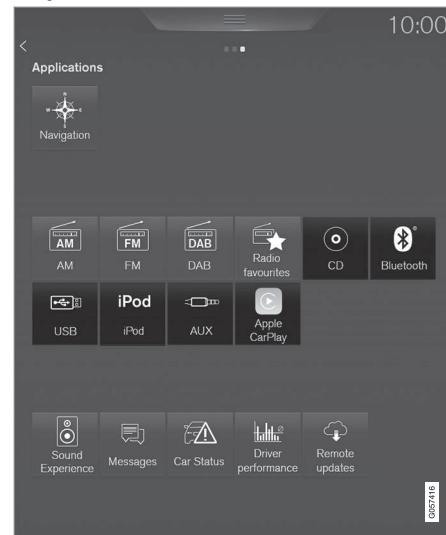 10:00
Applications
W E S
Navigation
AM FM DAB
AM FM DAB Radio favourites CD Bluetooth
iPod
USB iPod AUX Apple CarPlay
Sound Experience Messages Car Status Driver performance Remote updates
G057416